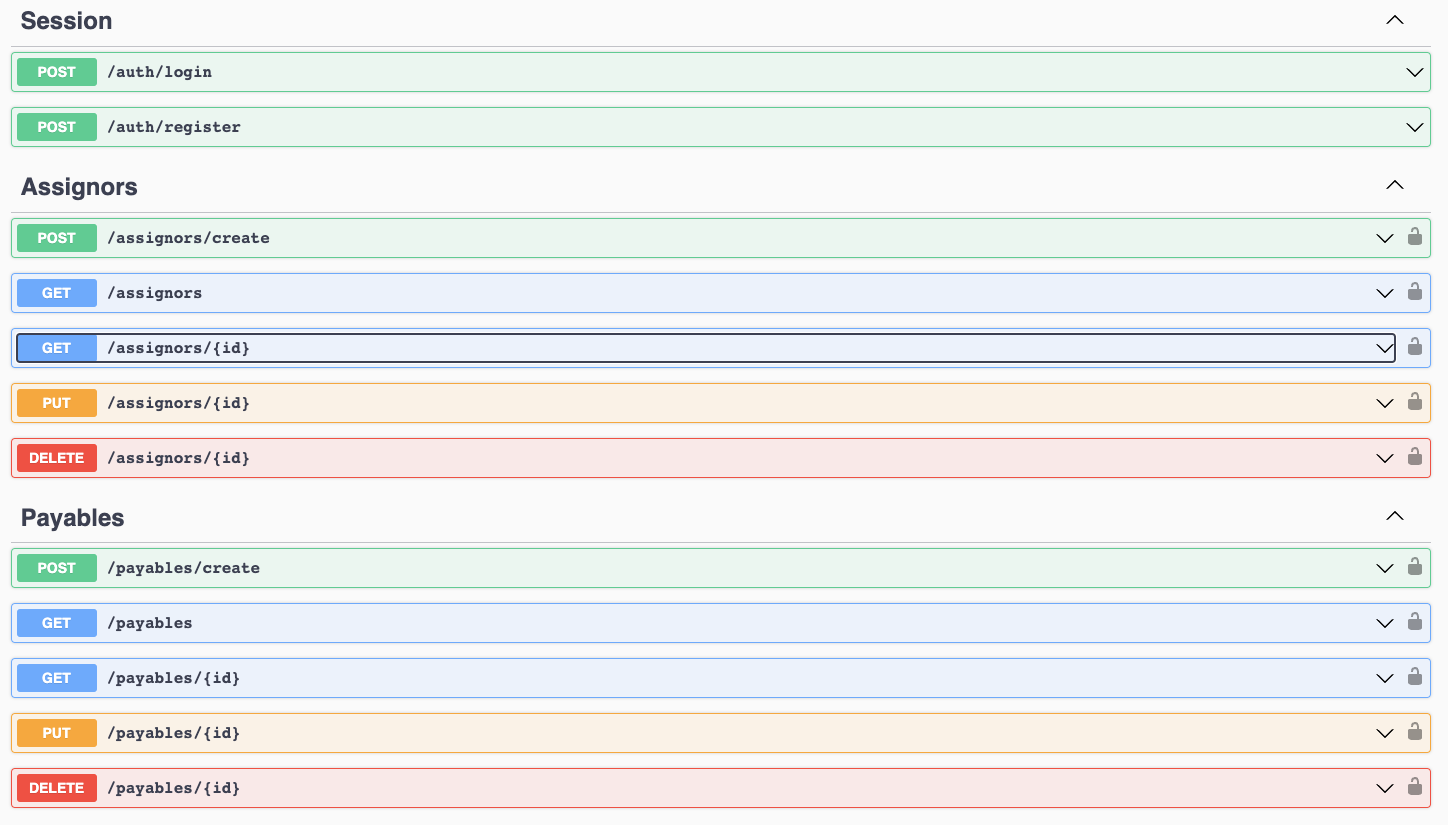 Session
POST /auth/login
POST /auth/register
Assignors
POST /assignors/create
GET /assignors
GET /assignors/{id}
PUT /assignors/{id}
DELETE /assignors/{id}
Payables
POST /payables/create
GET /payables
GET /payables/{id}
PUT /payables/{id}
DELETE /payables/{id}